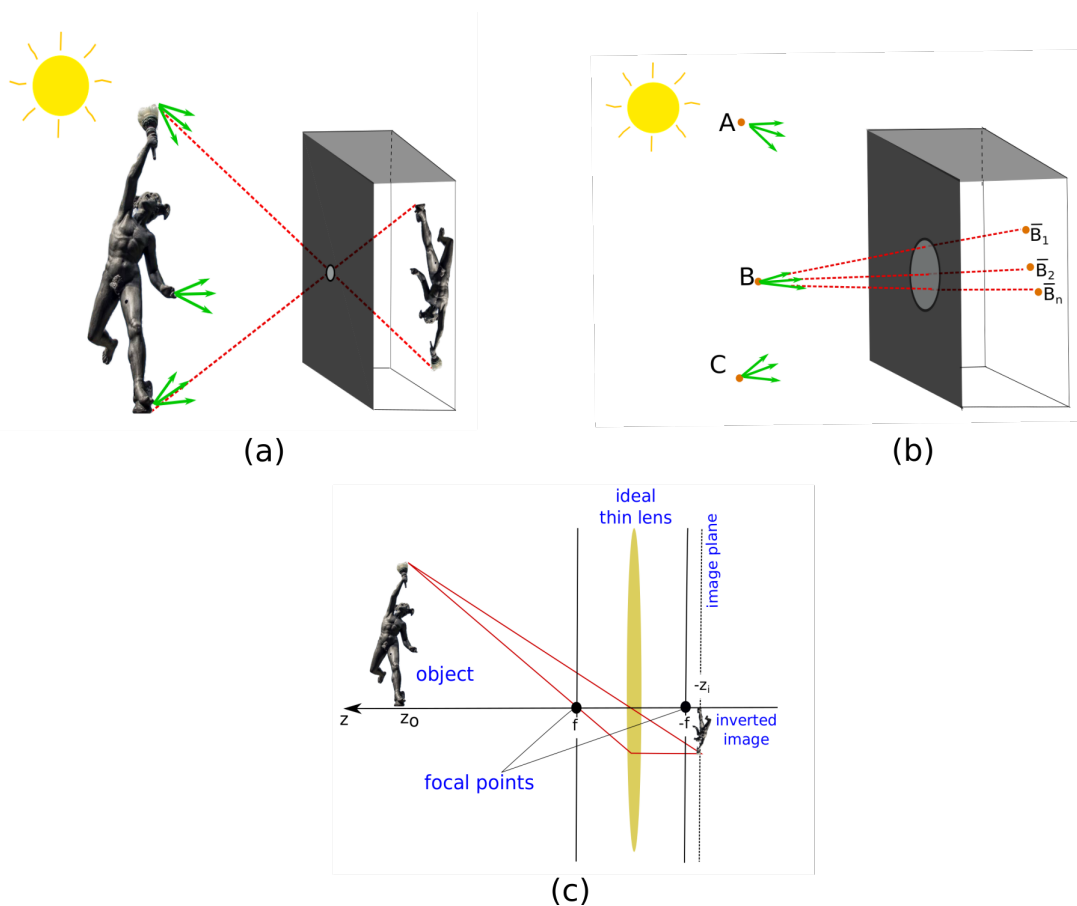 (a)
A
B
C
B̅1
B̅2
B̅n
(b)
ideal
thin lens
image plane
object
-zi
z
zo
f
-f
inverted
image
focal points
(c)